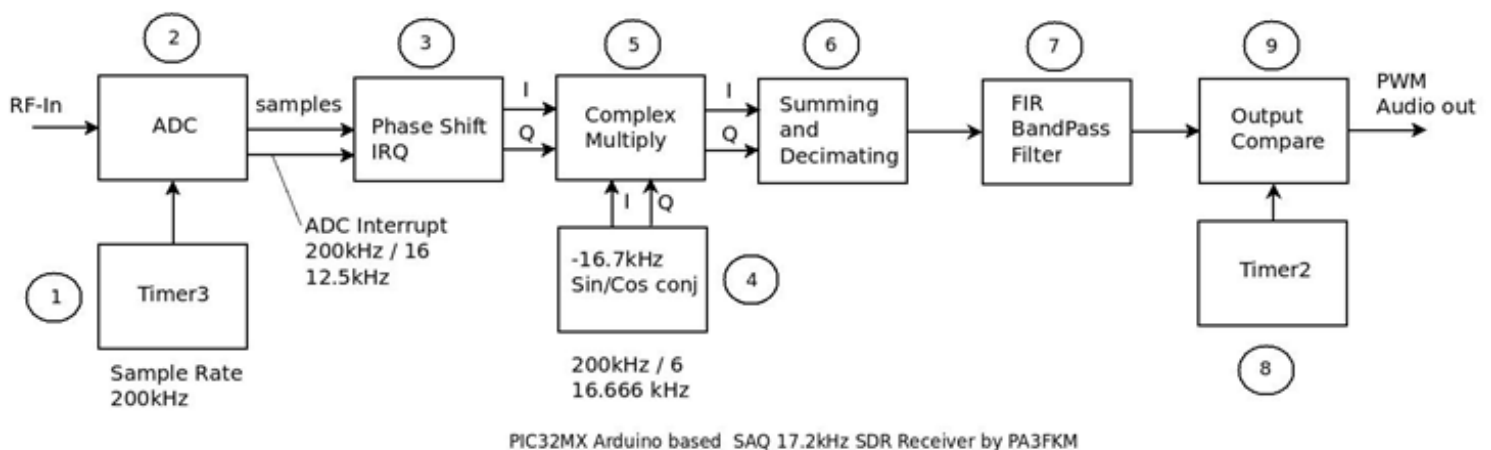 2
3
5
6
7
9
RF-In
ADC
samples
Phase Shift
IRQ
I
Q
Complex
Multiply
I
Q
Summing
and
Decimating
FIR
BandPass
Filter
Output
Compare
PWM
Audio out
ADC Interrupt
200kHz / 16
12.5kHz
I
Q
1
Timer3
-16.7kHz
Sin/Cos conj
4
Timer2
Sample Rate
200kHz
200kHz / 6
16.666 kHz
8
PIC32MX Arduino based SAQ 17.2kHz SDR Receiver by PA3FKM